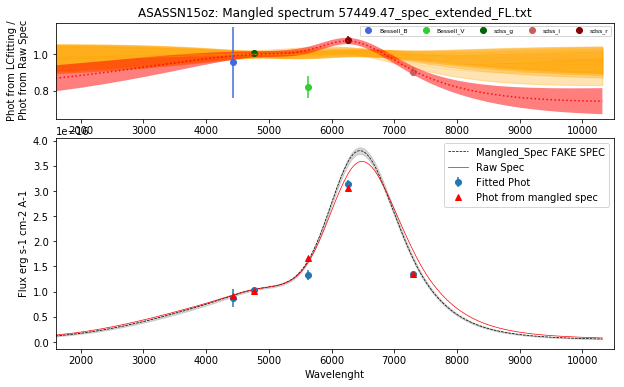 ASASSN15oz: Mangled spectrum 57449.47_spec_extended_FL.txt
Phot from LCfitting /
Phot from Raw Spec
Bessell_B Bessell_V sdss_g sdss_i sdss_r
1.0
0.8
2000 3000 4000 5000 6000 7000 8000 9000 10000
1e−16
Flux erg s-1 cm-2 A-1
4.0
3.5
3.0
2.5
2.0
1.5
1.0
0.5
0.0
Mangled_Spec FAKE SPEC
Raw Spec
Fitted Phot
Phot from mangled spec
2000 3000 4000 5000 6000 7000 8000 9000 10000
Wavelenght